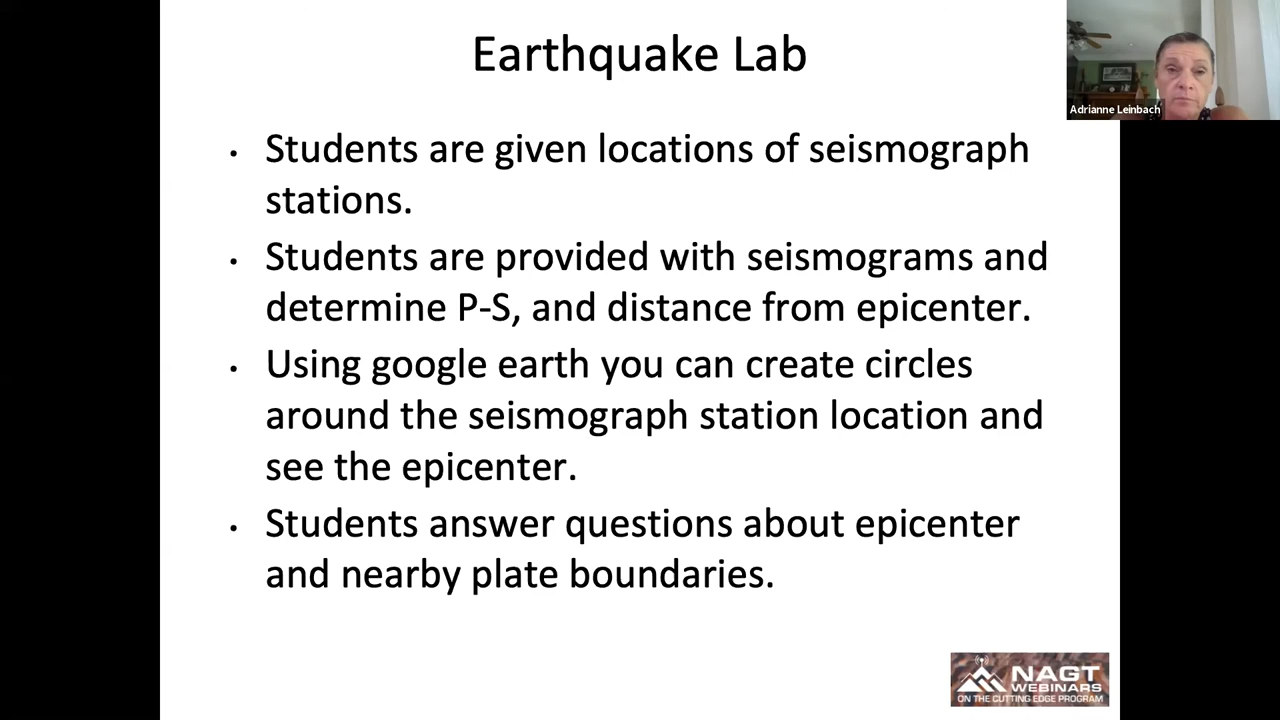 Earthquake Lab
Adrianne Leinbach
• Students are given locations of seismograph
stations.
• Students are provided with seismograms and
determine P-S, and distance from epicenter.
• Using google earth you can create circles
around the seismograph station location and
see the epicenter.
• Students answer questions about epicenter
and nearby plate boundaries.
NAGT
WEBINARS
ON THE CUTTING EDGE PROGRAM